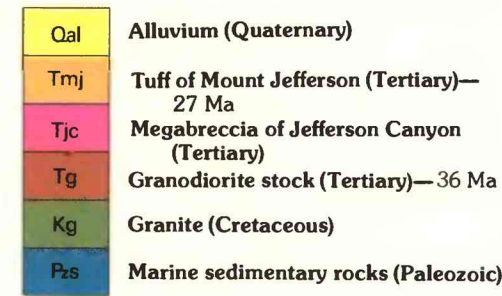 Qal Alluvium (Quaternary)
Tmj Tuff of Mount Jefferson (Tertiary)—
27 Ma
Tjc Megabreccia of Jefferson Canyon
(Tertiary)
Tg Granodiorite stock (Tertiary)—36 Ma
Kg Granite (Cretaceous)
Pzs Marine sedimentary rocks (Paleozoic)